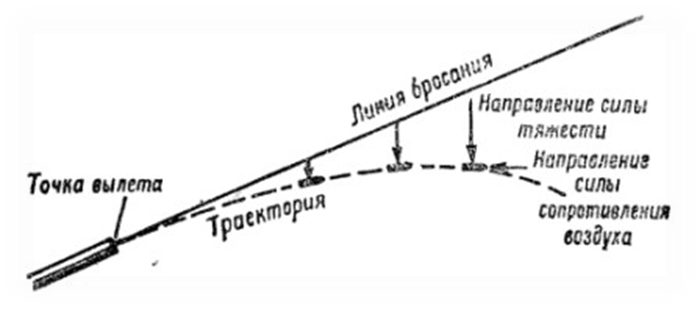 Линия бросания
Направление силы
тяжести
Направление
силы
сопротивления
воздуха
Точка вылета
Траектория